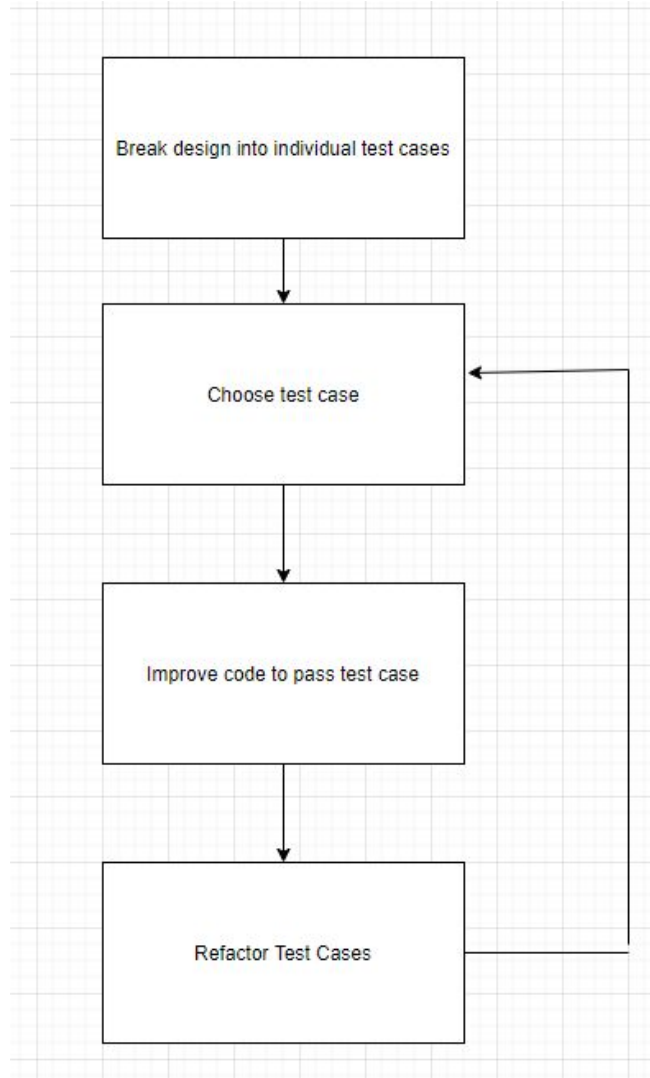 Break design into individual test cases
Choose test case
Improve code to pass test case
Refactor Test Cases